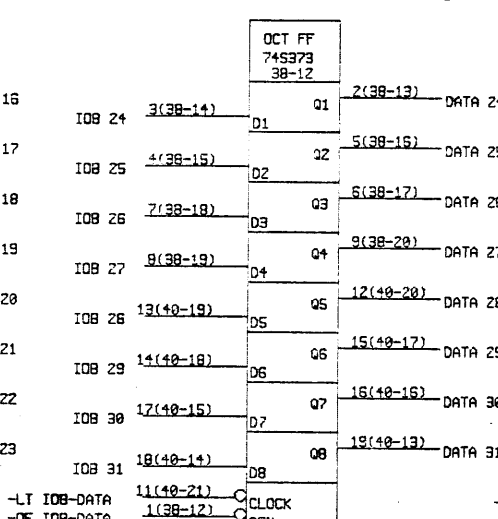 OCT FF
74S373
38-12
16 IOB 24 3(38-14) D1 Q1 2(38-13) DATA 24
17 IOB 25 4(38-15) D2 Q2 5(38-16) DATA 25
18 IOB 26 7(38-18) D3 Q3 6(38-17) DATA 26
19 IOB 27 8(38-19) D4 Q4 9(38-20) DATA 27
20 IOB 28 13(40-19) D5 Q5 12(40-20) DATA 28
21 IOB 29 14(40-18) D6 Q6 15(40-17) DATA 29
22 IOB 30 17(40-15) D7 Q7 16(40-16) DATA 30
23 IOB 31 18(40-14) D8 Q8 19(40-13) DATA 31
-LT IOB-DATA 11(40-21) CLOCK
-OE IOB-DATA 1(38-12)